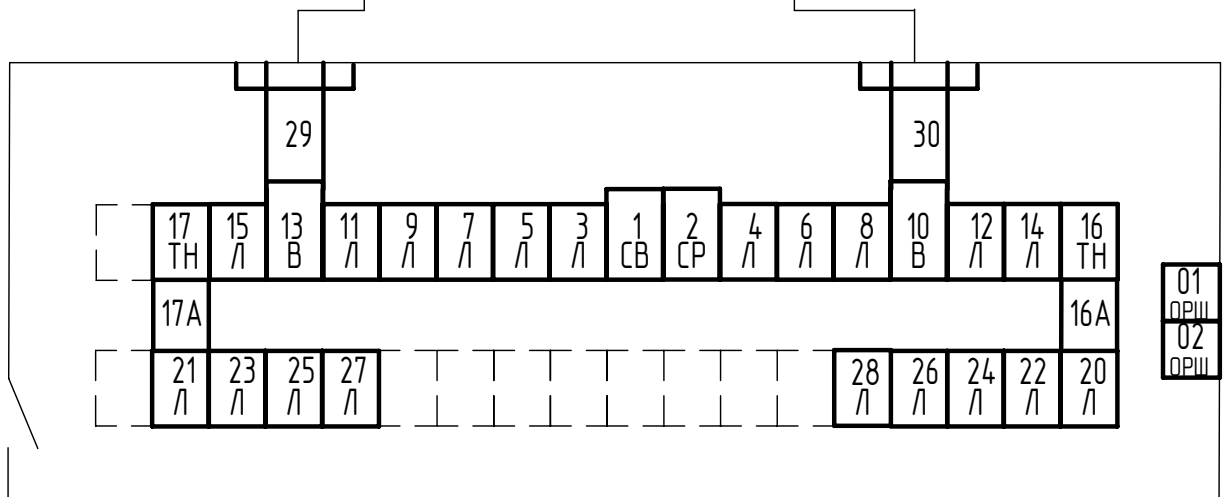 29
30
17 15 13 11 9 7 5 3 1 2 4 6 8 10 12 14 16
ТН Л В Л Л Л Л Л СВ СР Л Л Л В Л Л ТН
01
ОРШ
17А
16А
02
ОРШ
21 23 25 27 28 26 24 22 20
Л Л Л Л Л Л Л Л Л